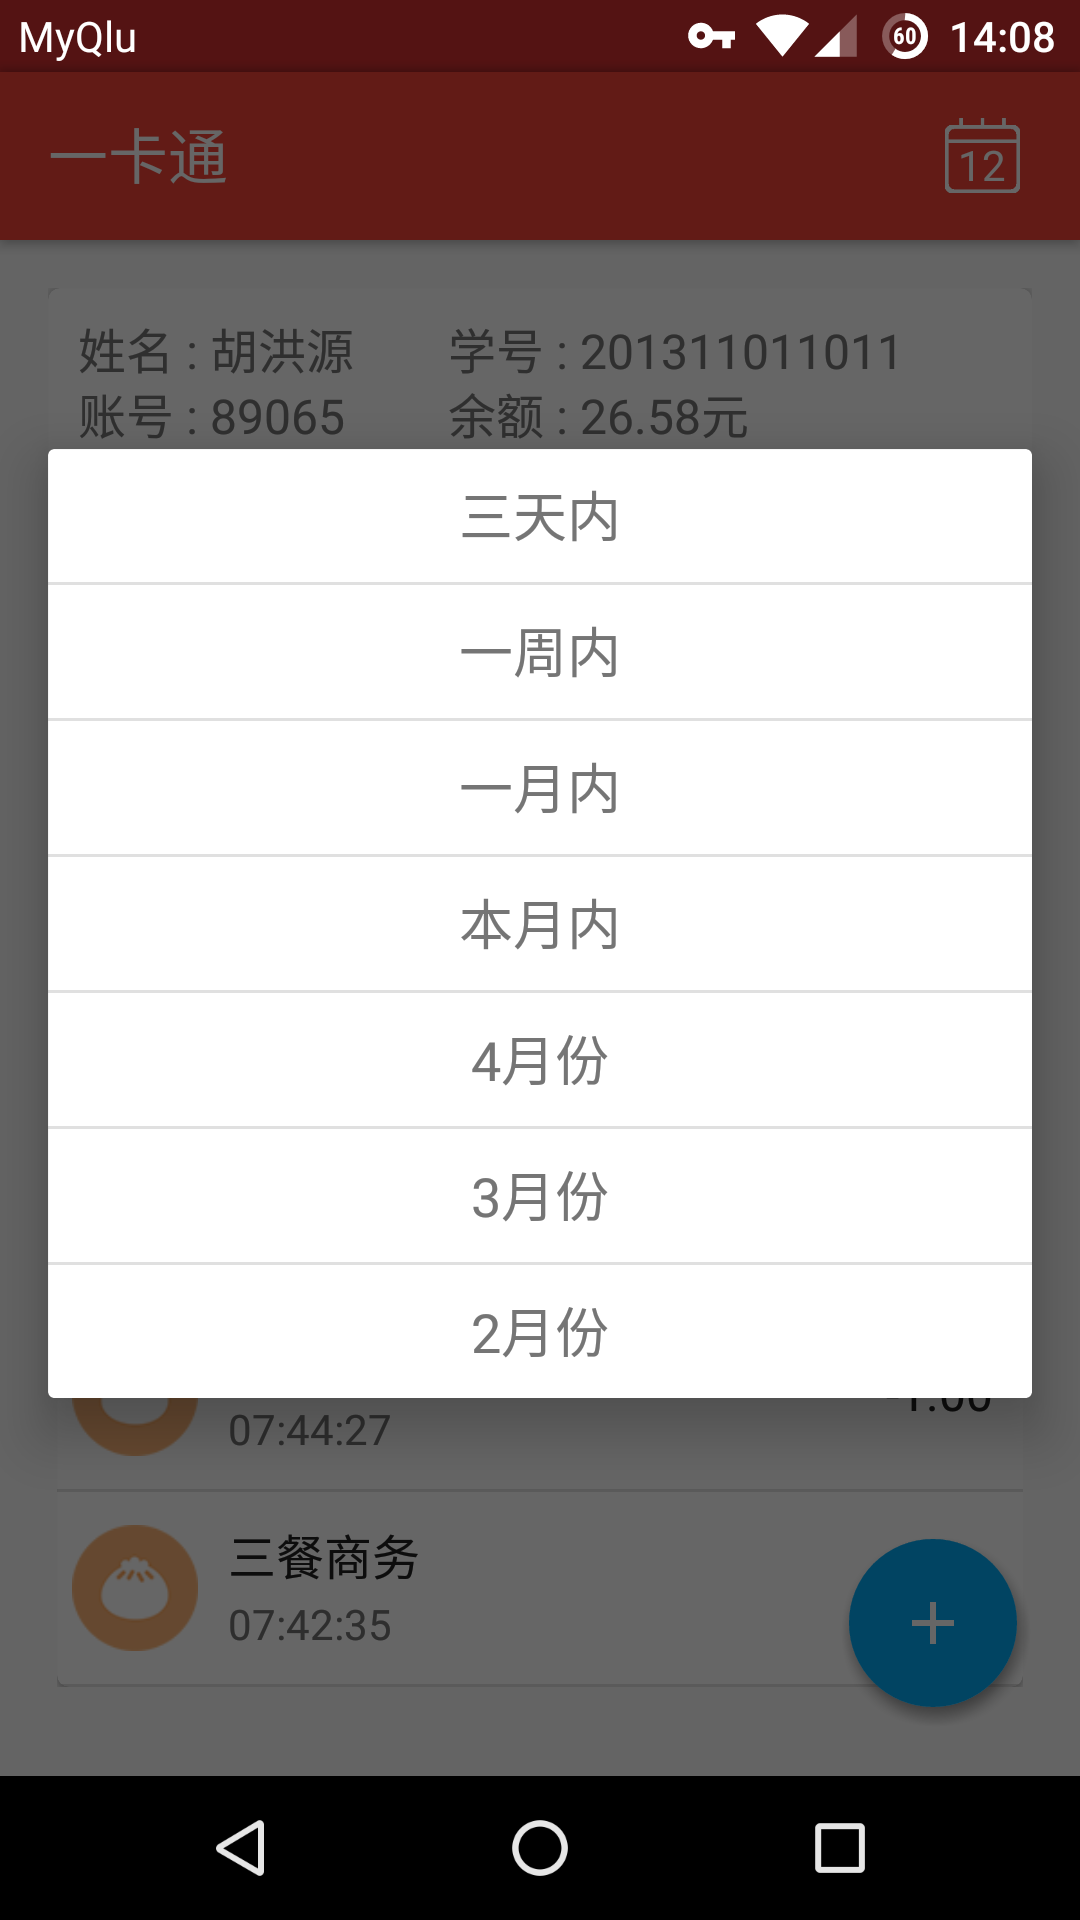 MyQlu 60 14:08
一卡通 12
姓名 : 胡洪源 学号 : 201311011011
账号 : 89065 余额 : 26.58元
三天内
一周内
一月内
本月内
4月份
3月份
2月份
-1.00
07:44:27
三餐商务
07:42:35